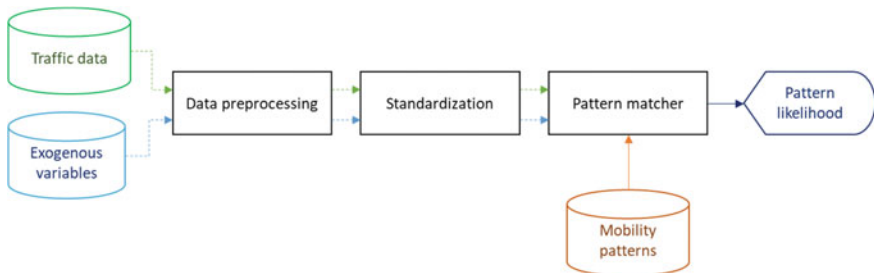 Traffic data
Exogenous
variables
Data preprocessing
Standardization
Pattern matcher
Pattern
likelihood
Mobility
patterns